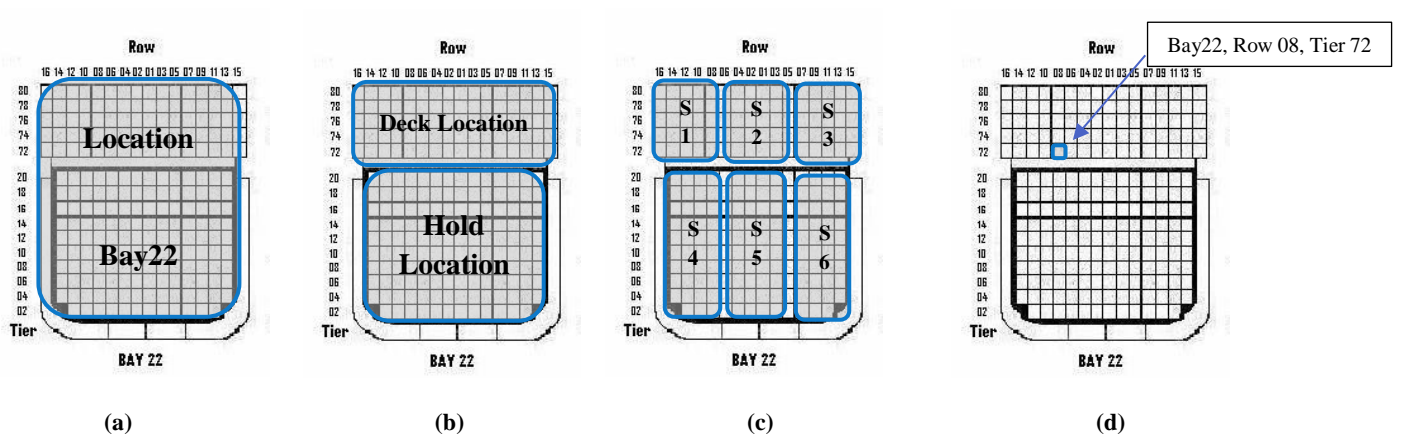 Row
16 14 12 10 08 06 04 02 01 03 05 07 09 11 13 15
80
78
76
74
72
20
18
16
14
12
10
08
06
04
02
Tier
Location
Bay22
BAY 22
(a)
Row
16 14 12 10 08 06 04 02 01 03 05 07 09 11 13 15
80
78
76
74
72
20
18
16
14
12
10
08
06
04
02
Tier
Deck Location
Hold
Location
BAY 22
(b)
Row
16 14 12 10 08 06 04 02 01 03 05 07 09 11 13 15
80
78
76
74
72
20
18
16
14
12
10
08
06
04
02
Tier
S
1
S
2
S
3
S
4
S
5
S
6
BAY 22
(c)
Bay22, Row 08, Tier 72
Row
16 14 12 10 08 06 04 02 01 03 05 07 09 11 13 15
80
78
76
74
72
20
18
16
14
12
10
08
06
04
02
Tier
BAY 22
(d)